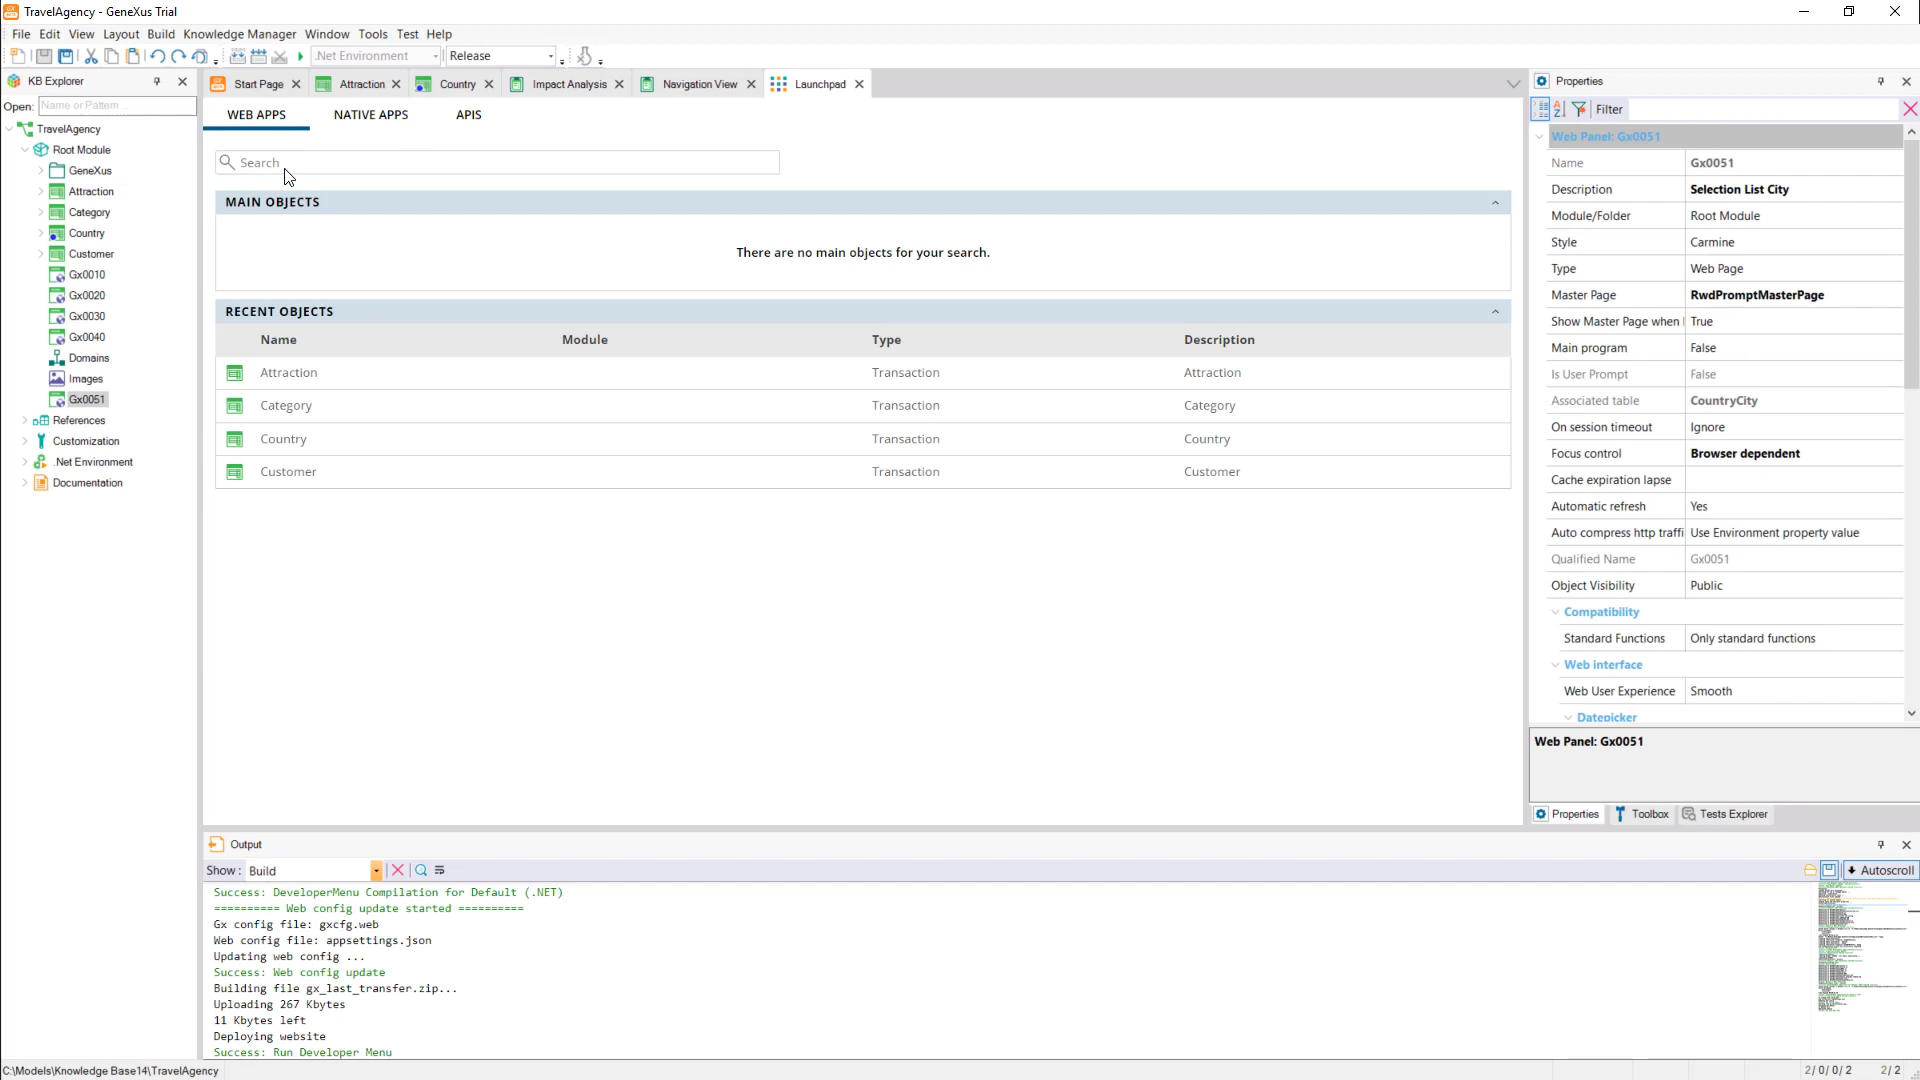 TravelAgency - GeneXus Trial
File Edit View Layout Build Knowledge Manager Window Tools Test Help
.Net Environment Release
KB Explorer
Open: Name or Pattern ...
TravelAgency
Root Module
GeneXus
Attraction
Category
Country
Customer
Gx0010
Gx0020
Gx0030
Gx0040
Domains
Images
Gx0051
References
Customization
.Net Environment
Documentation
Start Page Attraction Country Impact Analysis Navigation View Launchpad
WEB APPS NATIVE APPS APIS
Search
MAIN OBJECTS
There are no main objects for your search.
RECENT OBJECTS
Name Module Type Description
Attraction Transaction Attraction
Category Transaction Category
Country Transaction Country
Customer Transaction Customer
Output
Show : Build
Autoscroll
Success: DeveloperMenu Compilation for Default (.NET)
========== Web config update started ==========
Gx config file: gxcfg.web
Web config file: appsettings.json
Updating web config ...
Success: Web config update
Building file gx_last_transfer.zip...
Uploading 267 Kbytes
11 Kbytes left
Deploying website
Success: Run Developer Menu
Properties
Filter
Web Panel: Gx0051
Name Gx0051
Description Selection List City
Module/Folder Root Module
Style Carmine
Type Web Page
Master Page RwdPromptMasterPage
Show Master Page when True
Main program False
Is User Prompt False
Associated table CountryCity
On session timeout Ignore
Focus control Browser dependent
Cache expiration lapse
Automatic refresh Yes
Auto compress http traffi Use Environment property value
Qualified Name Gx0051
Object Visibility Public
Compatibility
Standard Functions Only standard functions
Web interface
Web User Experience Smooth
Datepicker
Web Panel: Gx0051
Properties Toolbox Tests Explorer
C:\Models\Knowledge Base14\TravelAgency
2/ 0/ 0/ 2 2/ 2